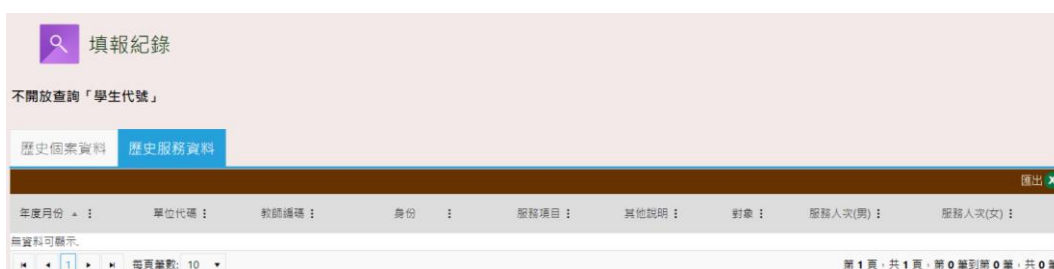 填報紀錄
不開放查詢「學生代號」
歷史個案資料 歷史服務資料
匯出
年度月份 單位代碼 教師編碼 身份 服務項目 其他說明 對象 服務人次(男) 服務人次(女)
無資料可顯示.
1 每頁筆數: 10 第 1 頁，共 1 頁，第 0 筆到第 0 筆，共 0 筆